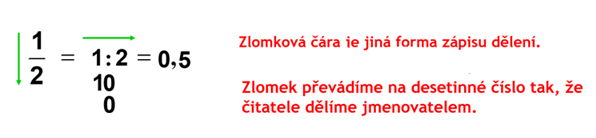 1/2 = 1:2 = 0,5
10
0
Zlomková čára ie jiná forma zápisu dělení.
Zlomek převádíme na desetinné číslo tak, že
čitatele dělíme jmenovatelem.